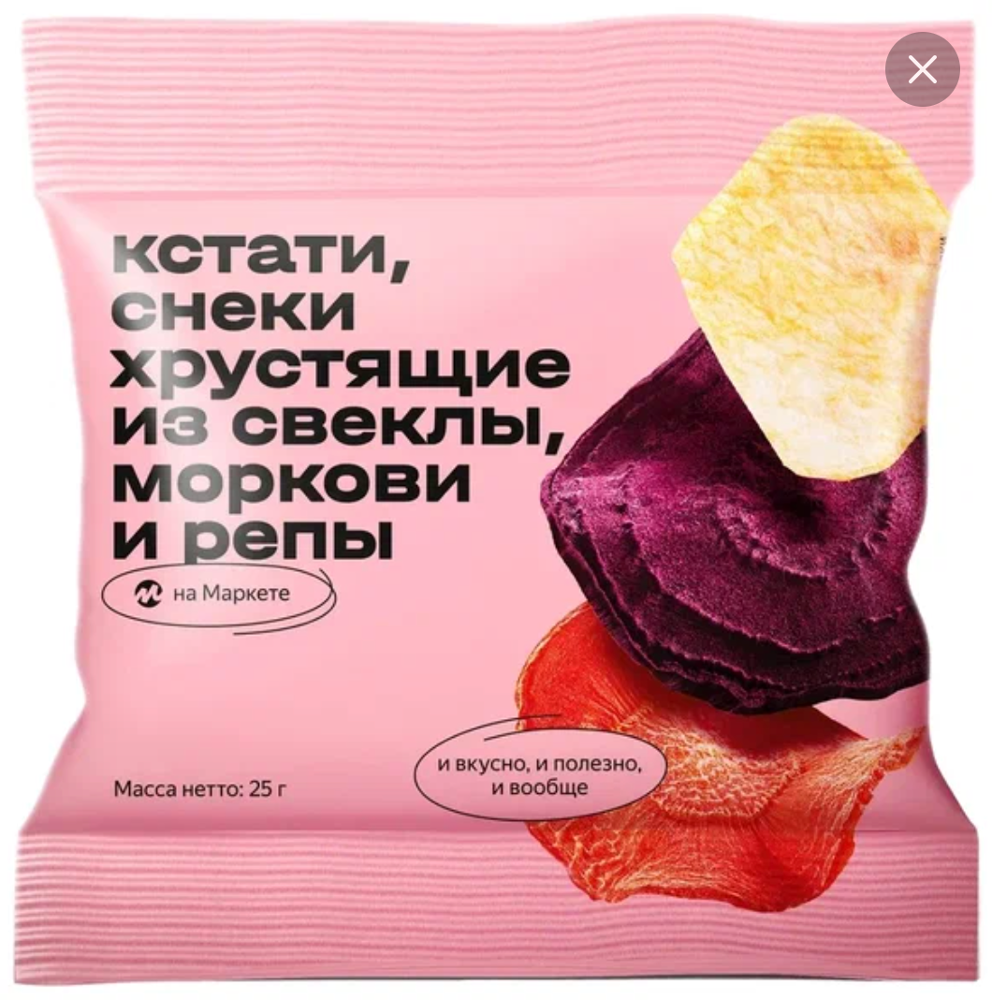 кстати,
снеки
хрустящие
из свеклы,
моркови
и репы
на Маркете
Масса нетто: 25 г
и вкусно, и полезно,
и вообще